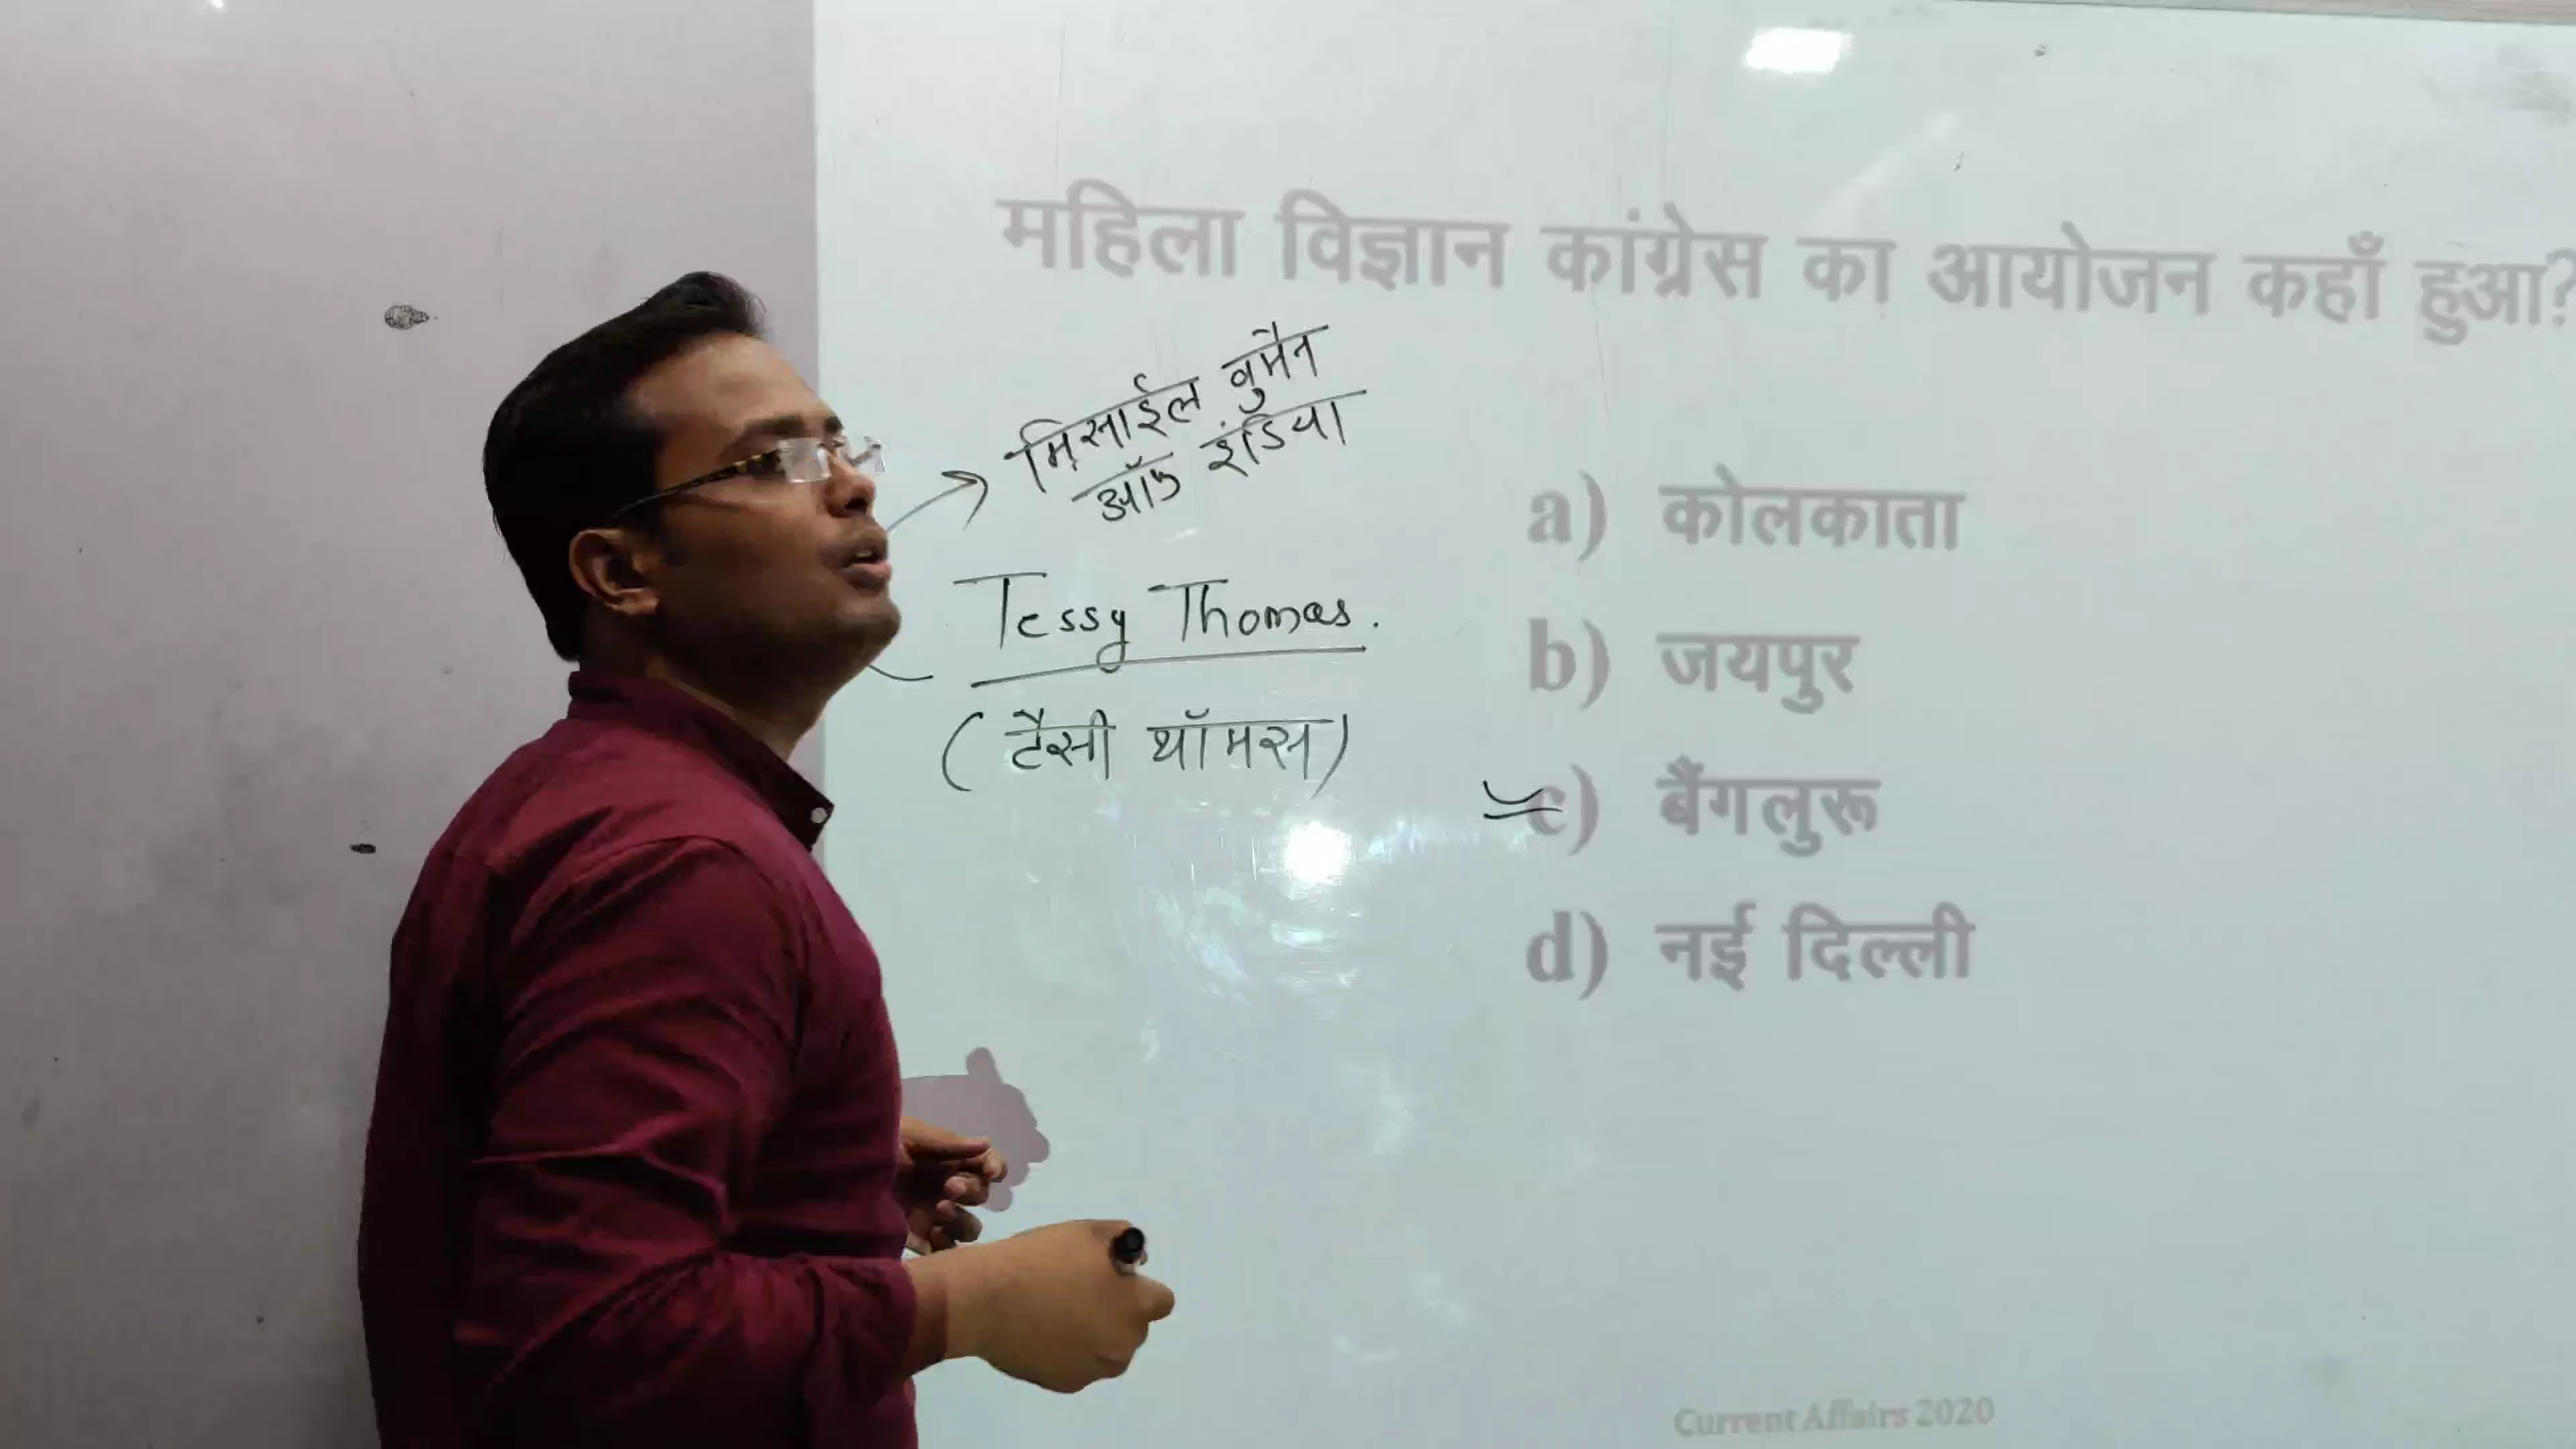 महिला विज्ञान कांग्रेस का आयोजन कहाँ हुआ?
मिसाईल वुमैन
ऑफ इंडिया
Tessy Thomas.
(टैसी थॉमस)
a) कोलकाता
b) जयपुर
c) बैंगलुरू
d) नई दिल्ली
Current Affairs 2020